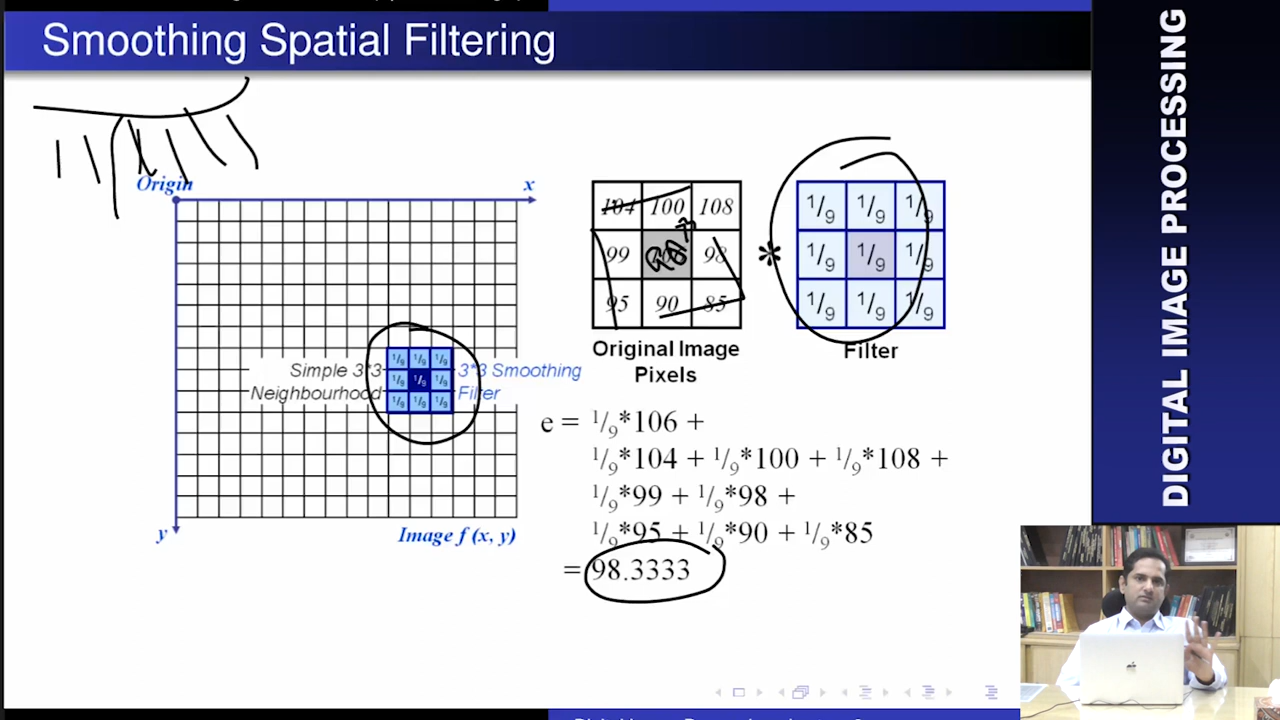 Smoothing Spatial Filtering
DIGITAL IMAGE PROCESSING
Origin
x
104 100 108
99 98
95 90 85
*
1/9 1/9 1/9
1/9 1/9 1/9
1/9 1/9 1/9
Original Image
Pixels
Filter
1/9 1/9 1/9
1/9 1/9 1/9
1/9 1/9 1/9
Simple 3*3
Neighbourhood
3*3 Smoothing
Filter
y
Image f (x, y)
e = 1/9*106 +
1/9*104 + 1/9*100 + 1/9*108 +
1/9*99 + 1/9*98 +
1/9*95 + 1/9*90 + 1/9*85
= 98.3333